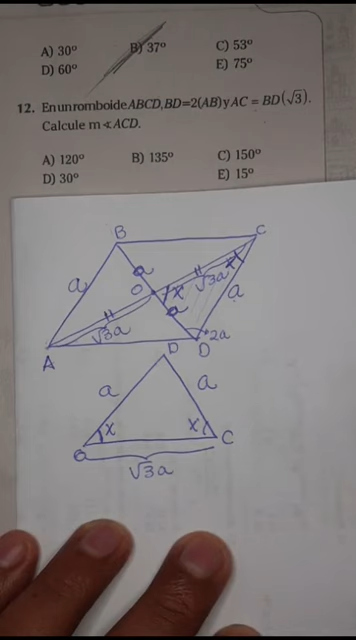 A) 30° B) 37° C) 53°
D) 60° E) 75°
12. En un romboide ABCD, BD=2(AB) y AC = BD(√3).
Calcule m∢ACD.
A) 120° B) 135° C) 150°
D) 30° E) 15°
B C
a a x
O x √3a
a a
√3a
A D 2a
D
a a
x x
O C
√3a